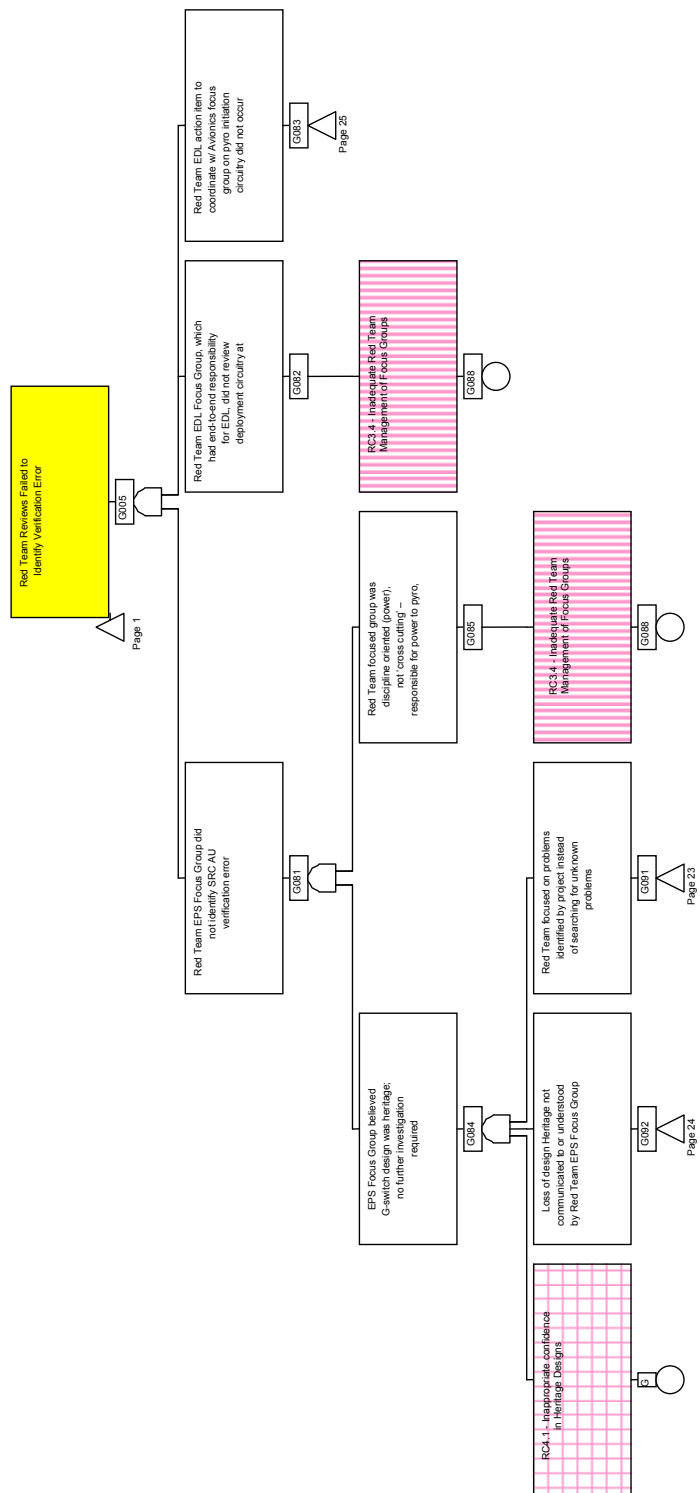 Red Team Reviews Failed to
Identify Verification Error
G005
Page 1
Red Team EPS Focus Group did
not identify SRC AU
verification error
G081
Red Team EDL Focus Group, which
had end-to-end responsibility
for EDL, did not review
deployment circuitry at
G082
Red Team EDL action item to
coordinate w/ Avionics focus
group on pyro initiation
circuitry did not occur
G083
Page 25
EPS Focus Group believed
G-switch design was heritage;
no further investigation
required
G084
Red Team focused group was
discipline oriented (power),
not 'cross cutting' –
responsible for power to pyro,
G085
RC3.4 - Inadequate Red Team
Management of Focus Groups
G088
RC4.1 - Inappropriate confidence
in Heritage Designs
G
Loss of design Heritage not
communicated to or understood
by Red Team EPS Focus Group
G092
Page 24
Red Team focused on problems
identified by project instead
of searching for unknown
problems
G091
Page 23
RC3.4 - Inadequate Red Team
Management of Focus Groups
G088